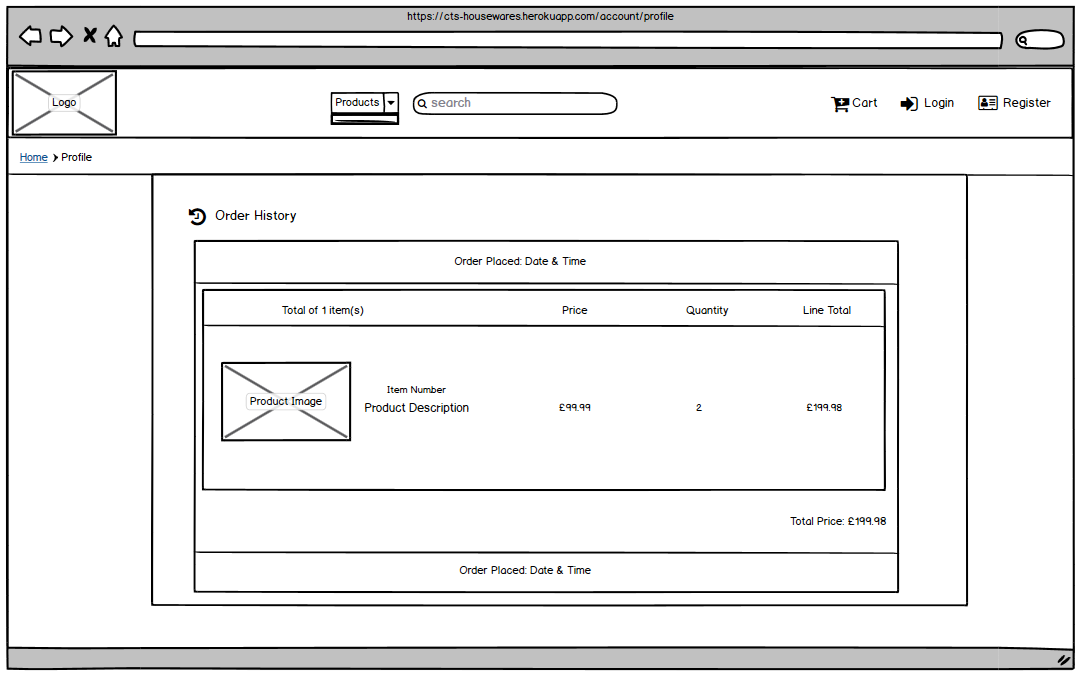 https://cts-housewares.herokuapp.com/account/profile
Logo
Products
search
Cart
Login
Register
Home Profile
Order History
Order Placed: Date & Time
Total of 1 item(s) Price Quantity Line Total
Product Image
Item Number
Product Description £99.99 2 £199.98
Total Price: £199.98
Order Placed: Date & Time